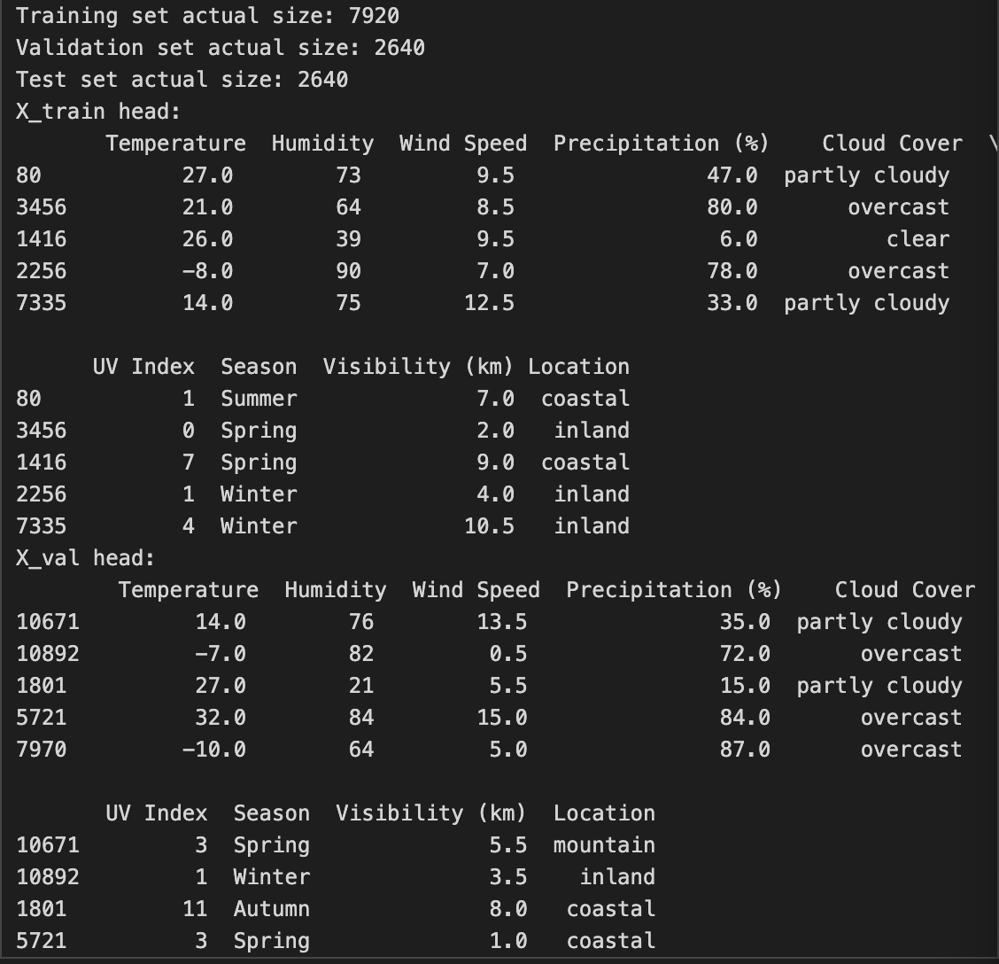 Training set actual size: 7920
Validation set actual size: 2640
Test set actual size: 2640
X_train head:
       Temperature  Humidity  Wind Speed  Precipitation (%)    Cloud Cover  \
80            27.0        73         9.5               47.0  partly cloudy
3456          21.0        64         8.5               80.0       overcast
1416          26.0        39         9.5                6.0          clear
2256          -8.0        90         7.0               78.0       overcast
7335          14.0        75        12.5               33.0  partly cloudy

      UV Index  Season  Visibility (km) Location
80           1  Summer              7.0  coastal
3456         0  Spring              2.0   inland
1416         7  Spring              9.0  coastal
2256         1  Winter              4.0   inland
7335         4  Winter             10.5   inland
X_val head:
        Temperature  Humidity  Wind Speed  Precipitation (%)    Cloud Cover
10671         14.0        76        13.5               35.0  partly cloudy
10892         -7.0        82         0.5               72.0       overcast
1801          27.0        21         5.5               15.0  partly cloudy
5721          32.0        84        15.0               84.0       overcast
7970         -10.0        64         5.0               87.0       overcast

       UV Index  Season  Visibility (km)  Location
10671         3  Spring              5.5  mountain
10892         1  Winter              3.5    inland
1801         11  Autumn              8.0   coastal
5721          3  Spring              1.0   coastal